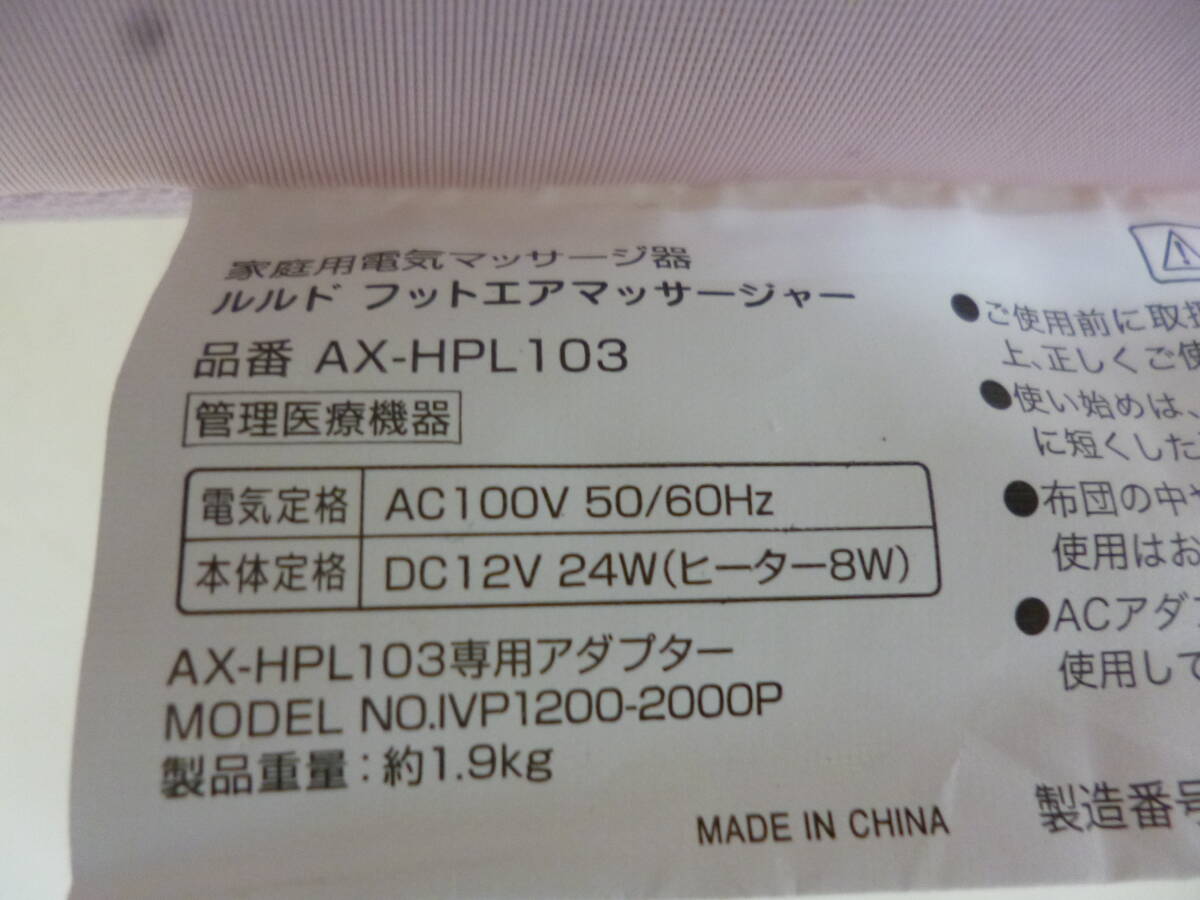 家庭用電気マッサージ器
ルルド フットエアマッサージャー
品番 AX-HPL103
管理医療機器
電気定格 AC100V 50/60Hz
本体定格 DC12V 24W(ヒーター8W)
AX-HPL103専用アダプター
MODEL NO.IVP1200-2000P
製品重量:約1.9kg
MADE IN CHINA
●ご使用前に取扱
上、正しくご使
●使い始めは、
に短くした
●布団の中や
使用はお
●ACアダプ
使用して
製造番号